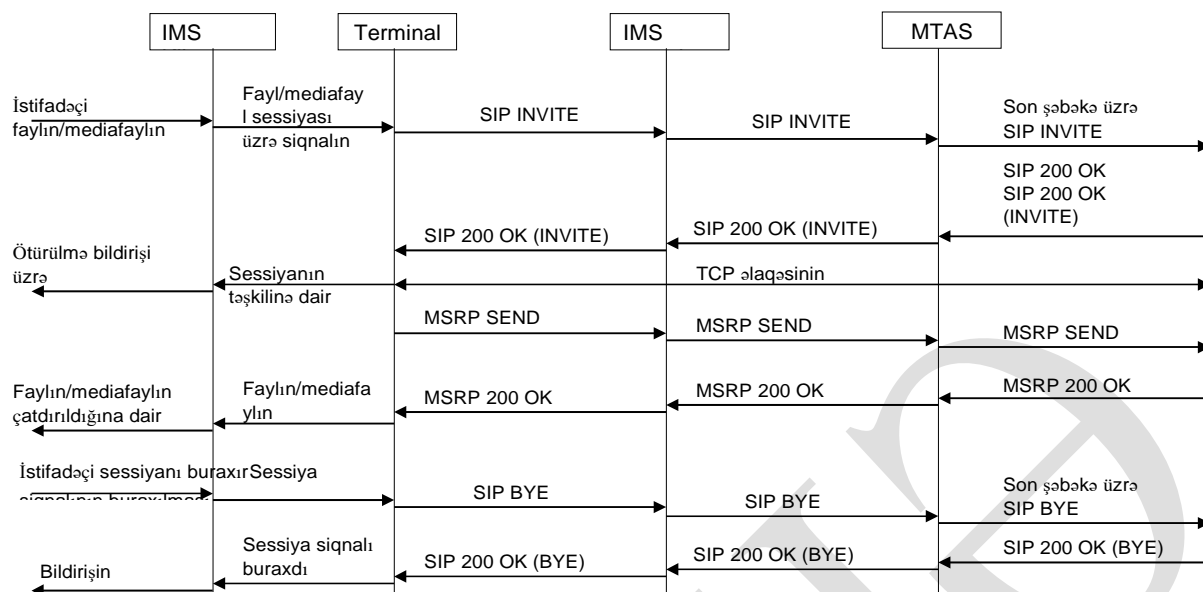 IMS
Terminal
IMS
MTAS
İstifadəçi
faylın/mediafaylın
Fayl/mediafay
l sessiyası
üzrə siqnalın
SIP INVITE
SIP INVITE
Son şəbəkə üzrə
SIP INVITE
SIP 200 OK
SIP 200 OK
(INVITE)
SIP 200 OK (INVITE)
SIP 200 OK (INVITE)
Ötürülmə bildirişi
üzrə
Sessiyanın
təşkilinə dair
TCP əlaqəsinin
MSRP SEND
MSRP SEND
MSRP SEND
Faylın/mediafaylın
çatdırıldığına dair
Faylın/mediafa
ylın
MSRP 200 OK
MSRP 200 OK
MSRP 200 OK
İstifadəçi sessiyanı buraxırSessiya
siqnalının buraxılması
SIP BYE
SIP BYE
Son şəbəkə üzrə
SIP BYE
Bildirişin
Sessiya siqnalı
buraxdı
SIP 200 OK (BYE)
SIP 200 OK (BYE)
SIP 200 OK (BYE)